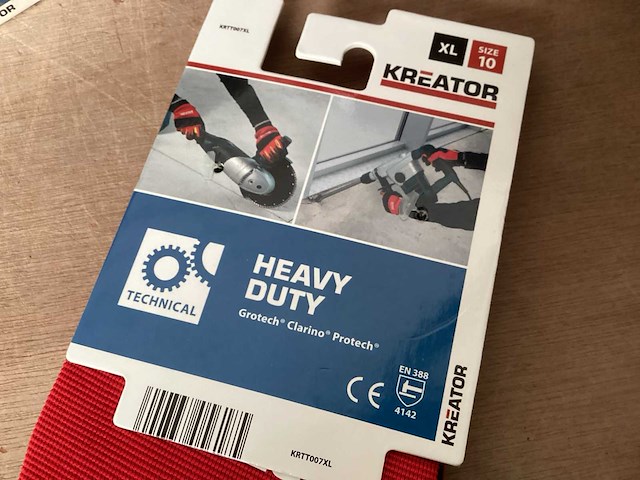 KRTT007XL
XL
SIZE
10
KREATOR
TECHNICAL
HEAVY
DUTY
Grotech® Clarino® Protech®
CE
EN 388
4142
KREATOR
KRTT007XL